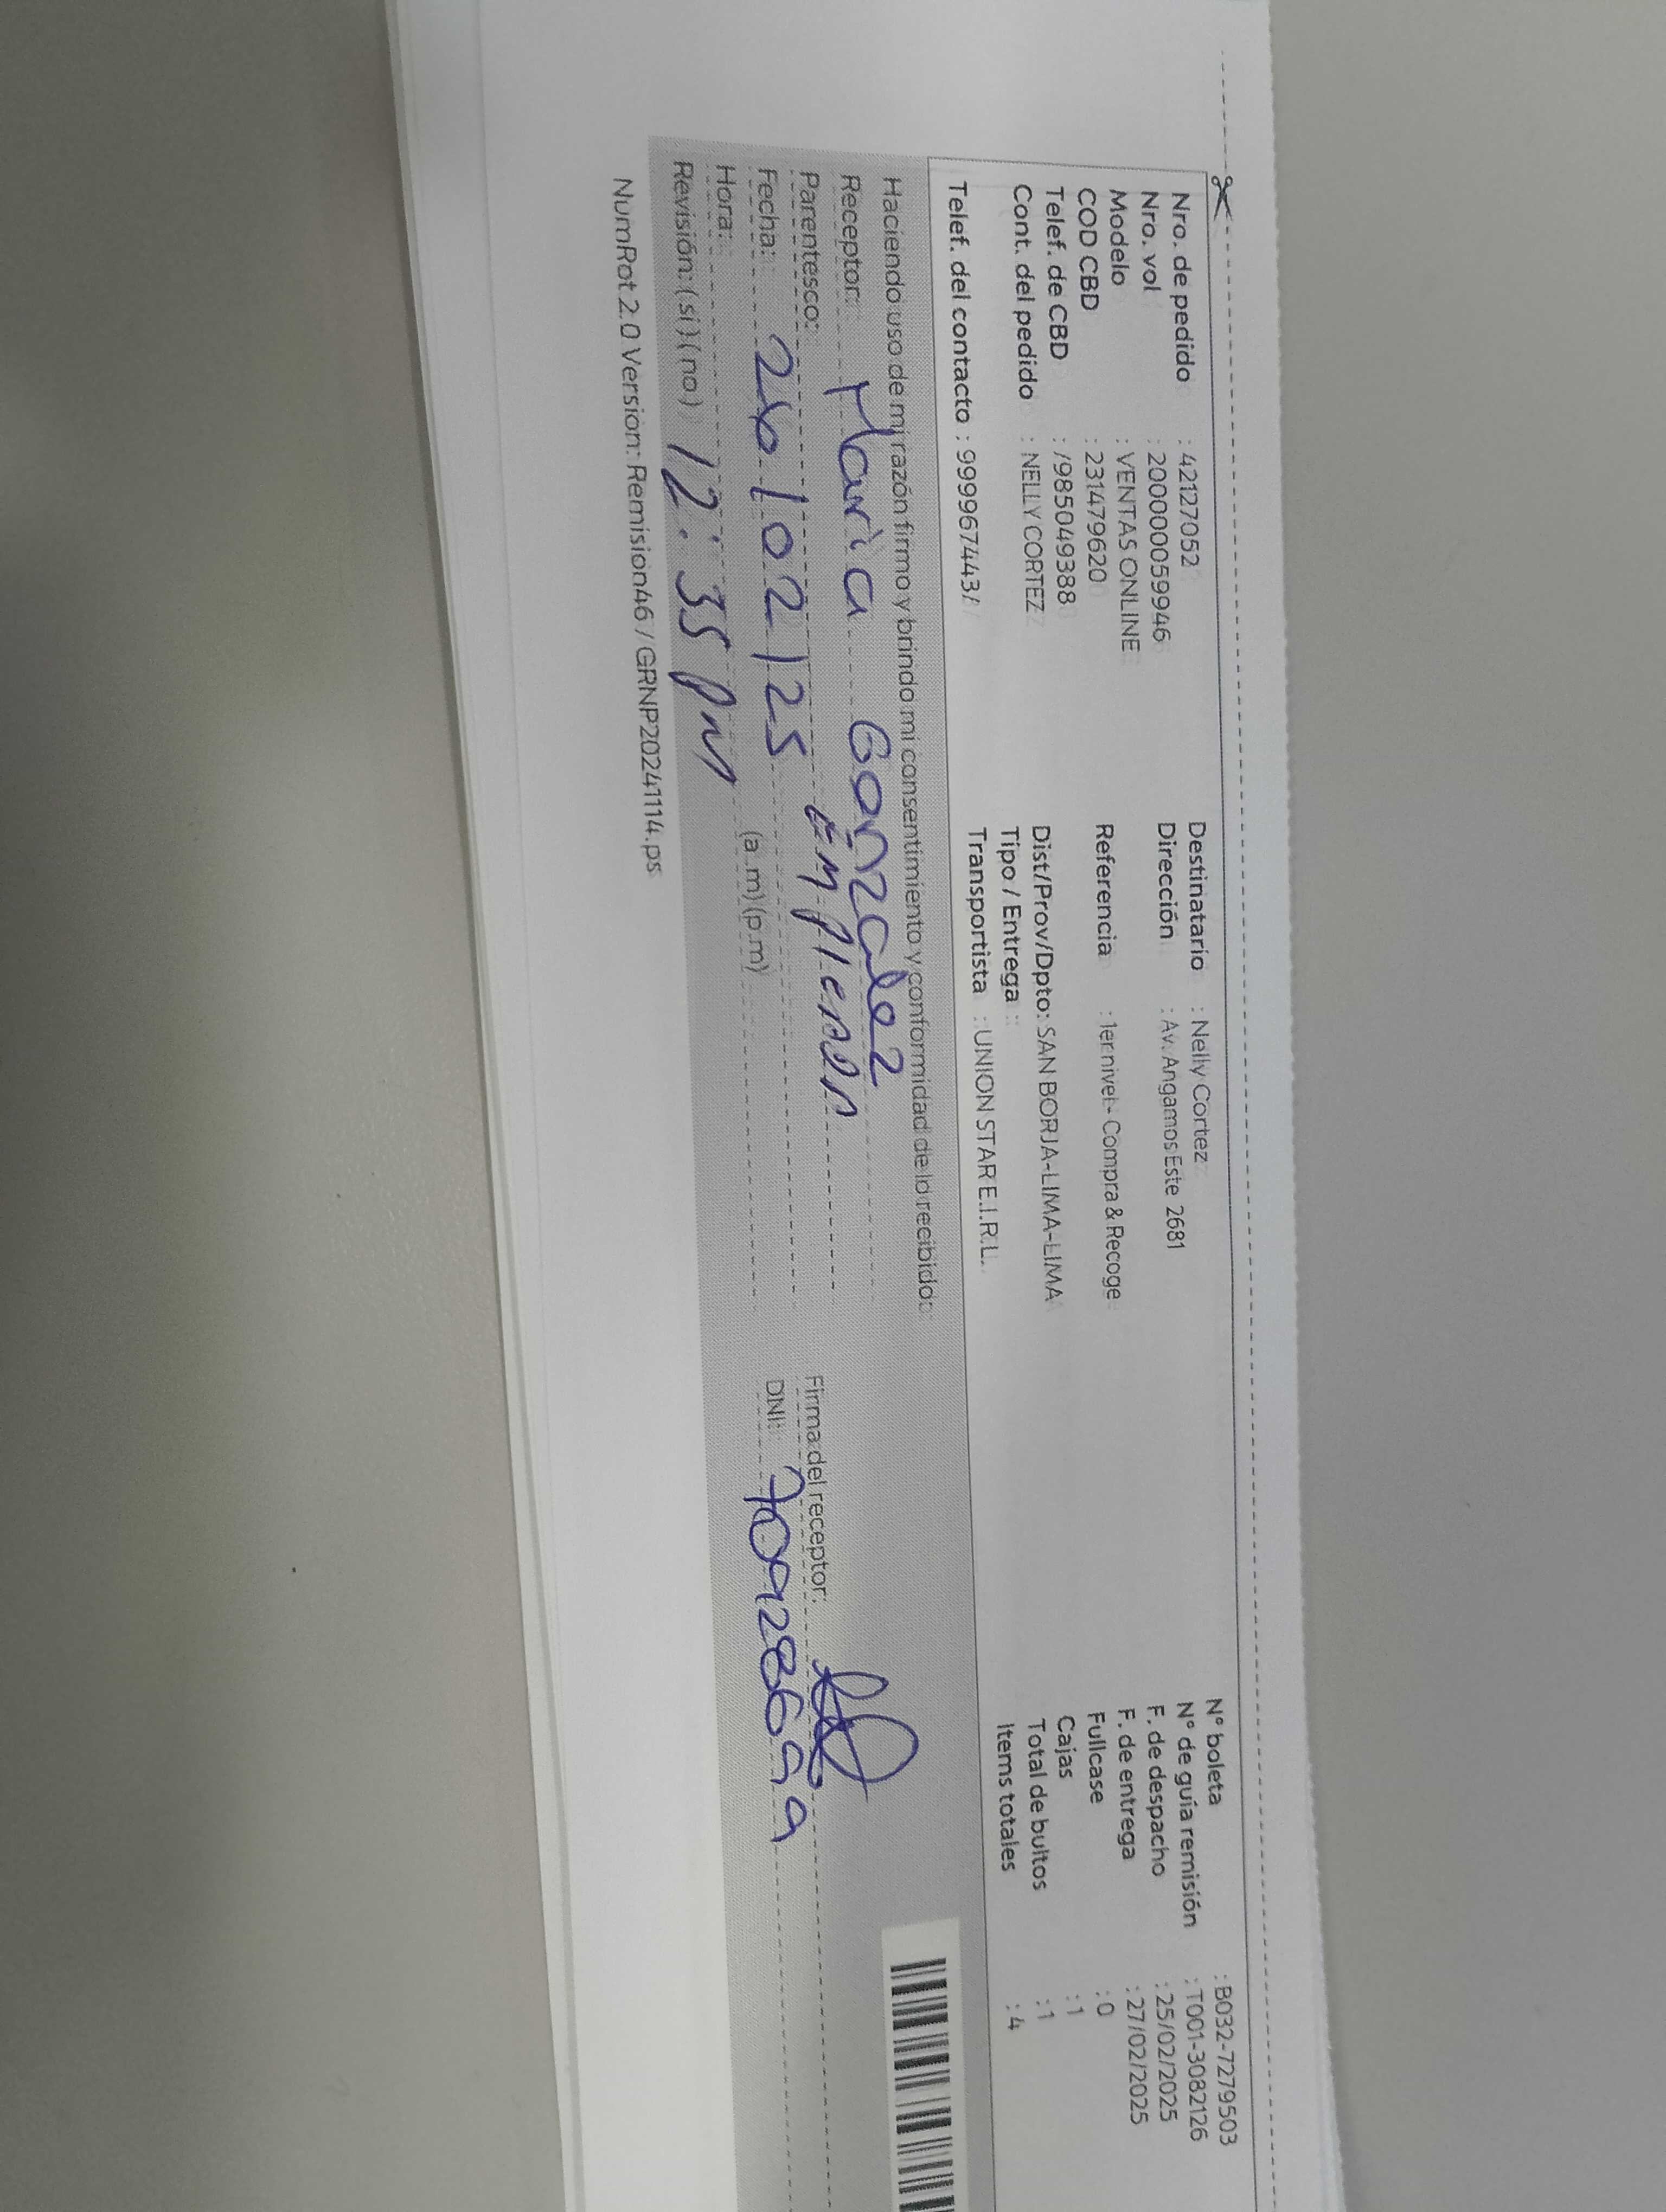 Nro. de pedido : 42127052
Nro. vol : 200000059946
Modelo : VENTAS ONLINE
COD CBD : 231479620
Telef. de CBD : /985049388
Cont. del pedido : NELLY CORTEZ
Telef. del contacto : 999967443/
Destinatario : Nelly Cortez
Dirección : Av. Angamos Este 2681
Referencia : 1er nivel - Compra & Recoge
Dist/Prov/Dpto: SAN BORJA-LIMA-LIMA
Tipo / Entrega :
Transportista : UNION STAR E.I.R.L.
N° boleta : B032-7279503
N° de guía remisión : T001-3082126
F. de despacho : 25/02/2025
F. de entrega : 27/02/2025
Fullcase : 0
Cajas : 1
Total de bultos : 1
Items totales : 4
Haciendo uso de mi razón firmo y brindo mi consentimiento y conformidad de lo recibido:
Receptor: Maria Gonzalez
Parentesco:
Fecha: 26/02/25
Hora: (a.m) (p.m)
Revisión: (si) (no) 12:35 pm
Firma del receptor:
DNI: 70928699
NumRot 2.0 Version: Remision46 / GRNP20241114.ps